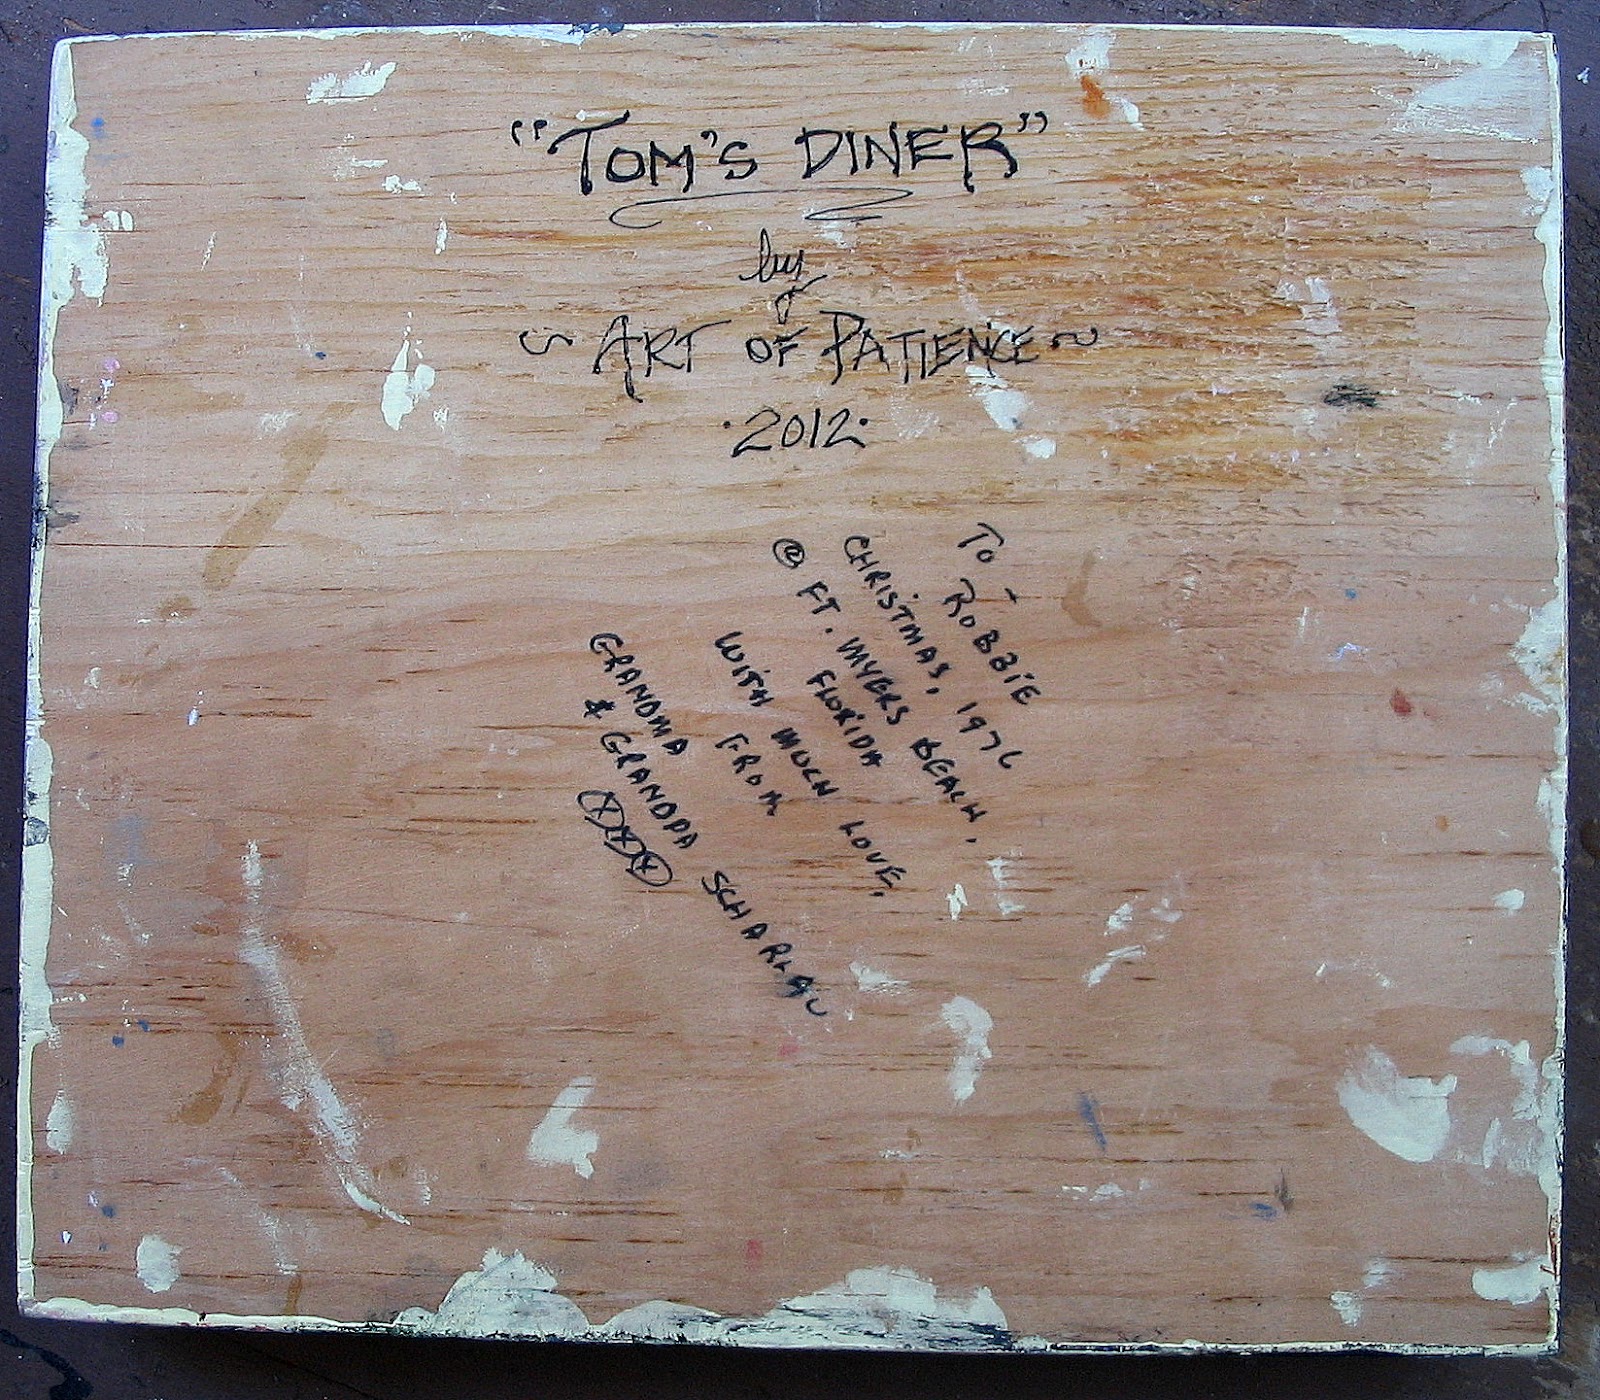 "TOM'S DINER"
by
~ ART OF PATIENCE ~
·2012·
TO - ROBBIE
CHRISTMAS, 1976
@ FT. MYERS BEACH,
FLORIDA
WITH MUCH LOVE,
FROM
GRANDMA
& GRANDPA SCHARLAU
XXX